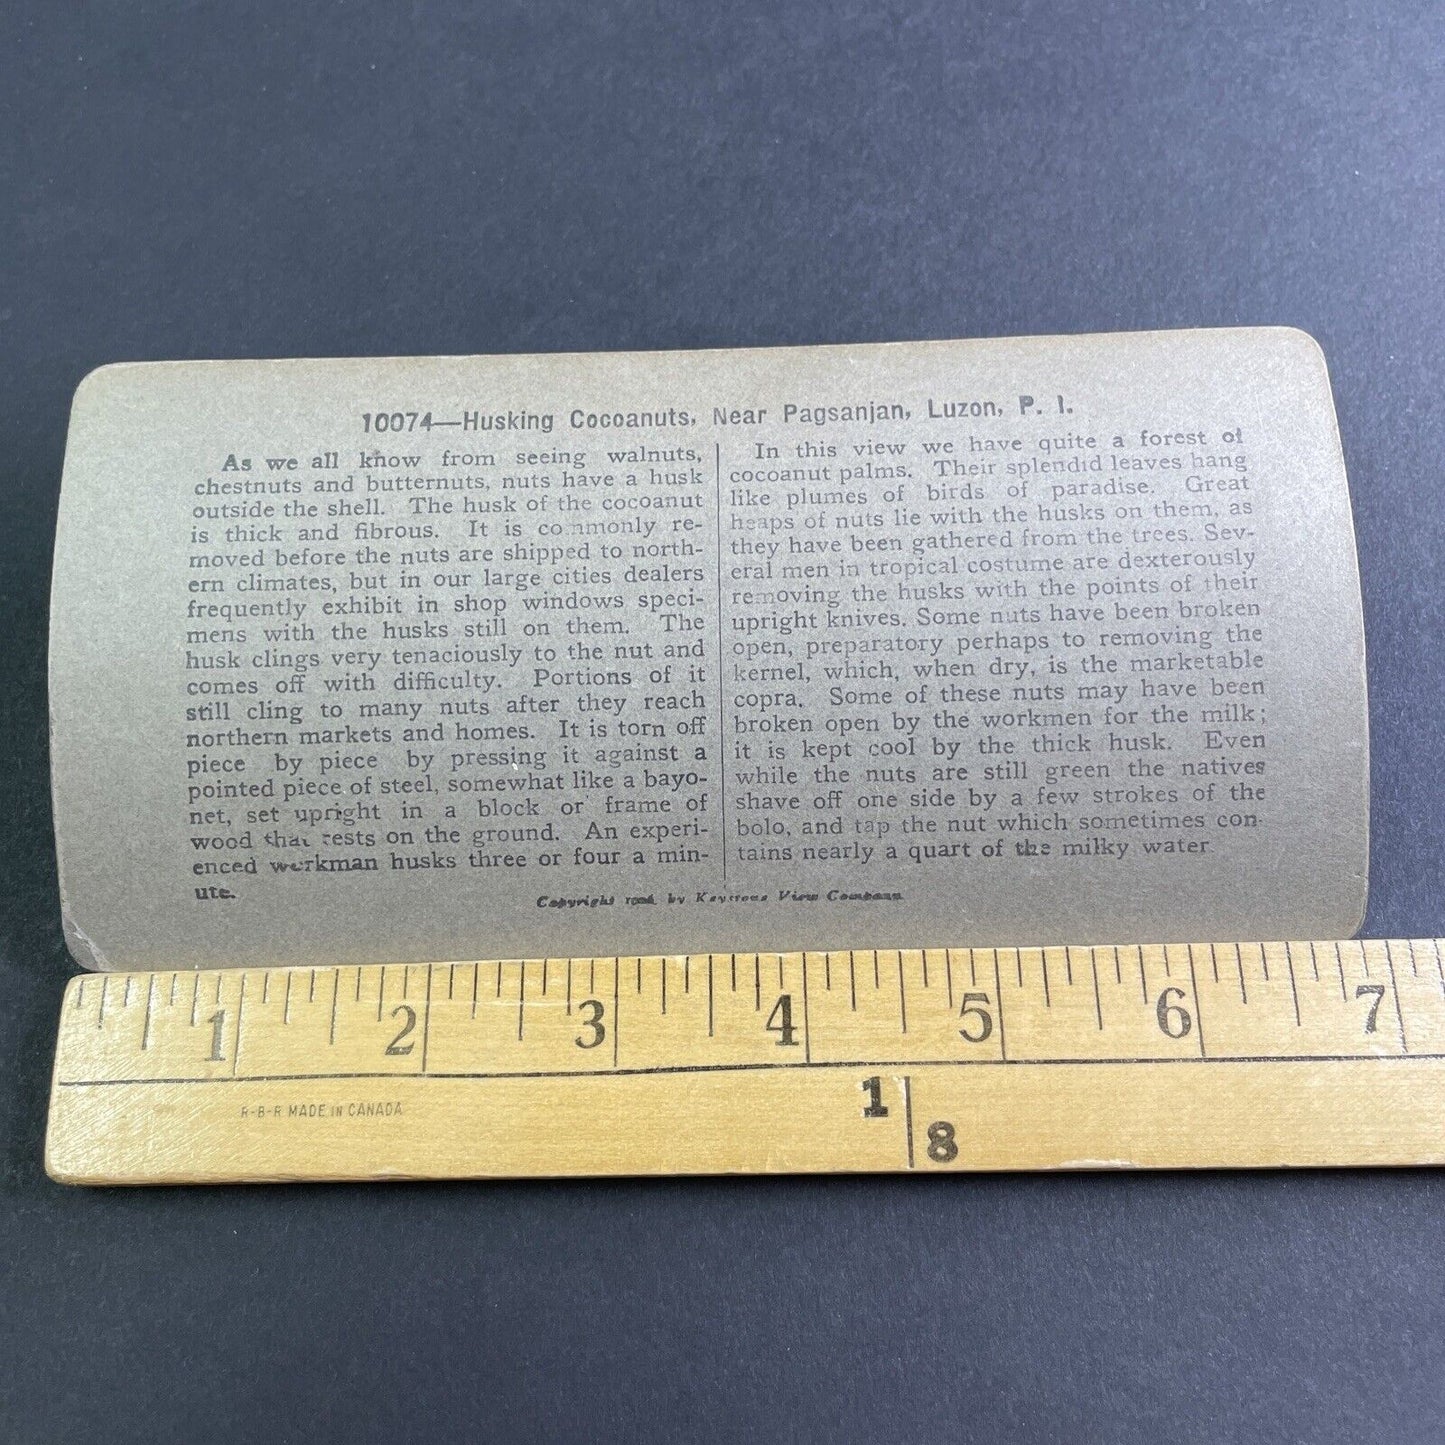 10074—Husking Cocoanuts, Near Pagsanjan, Luzon, P. I.
As we all know from seeing walnuts,
chestnuts and butternuts, nuts have a husk
outside the shell. The husk of the cocoanut
is thick and fibrous. It is commonly re-
moved before the nuts are shipped to north-
ern climates, but in our large cities dealers
frequently exhibit in shop windows speci-
mens with the husks still on them. The
husk clings very tenaciously to the nut and
comes off with difficulty. Portions of it
still cling to many nuts after they reach
northern markets and homes. It is torn off
piece by piece by pressing it against a
pointed piece of steel, somewhat like a bayo-
net, set upright in a block or frame of
wood that rests on the ground. An experi-
enced workman husks three or four a min-
ute.
In this view we have quite a forest of
cocoanut palms. Their splendid leaves hang
like plumes of birds of paradise. Great
heaps of nuts lie with the husks on them, as
they have been gathered from the trees. Sev-
eral men in tropical costume are dexterously
removing the husks with the points of their
upright knives. Some nuts have been broken
open, preparatory perhaps to removing the
kernel, which, when dry, is the marketable
copra. Some of these nuts may have been
broken open by the workmen for the milk;
it is kept cool by the thick husk. Even
while the nuts are still green the natives
shave off one side by a few strokes of the
bolo, and tap the nut which sometimes con-
tains nearly a quart of the milky water.
Copyright by Keystone View Company
1 2 3 4 5 6 7
1
8
R-B-R MADE IN CANADA